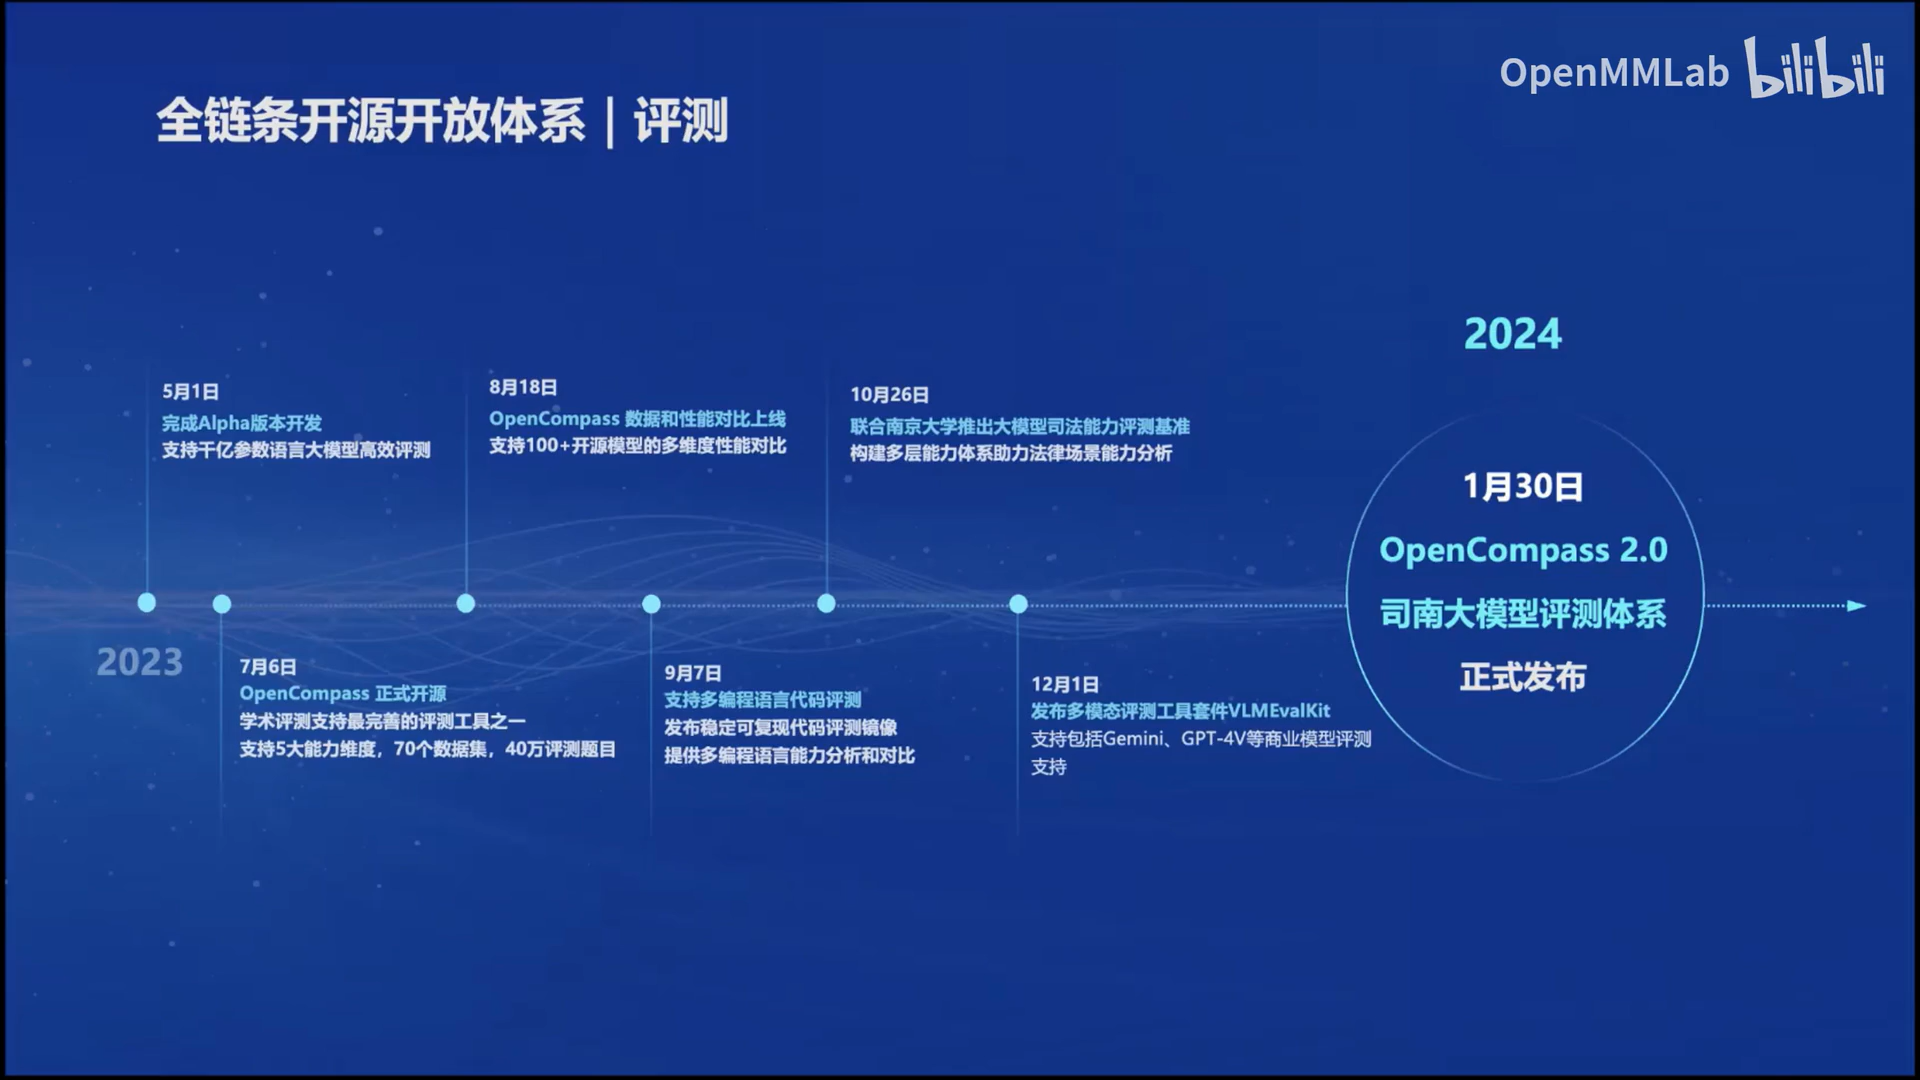 OpenMMLab bilibili
全链条开源开放体系｜评测
2024
5月1日
完成Alpha版本开发
支持千亿参数语言大模型高效评测
8月18日
OpenCompass 数据和性能对比上线
支持100+开源模型的多维度性能对比
10月26日
联合南京大学推出大模型司法能力评测基准
构建多层能力体系助力法律场景能力分析
1月30日
OpenCompass 2.0
司南大模型评测体系
正式发布
2023
7月6日
OpenCompass 正式开源
学术评测支持最完善的评测工具之一
支持5大能力维度，70个数据集，40万评测题目
9月7日
支持多编程语言代码评测
发布稳定可复现代码评测镜像
提供多编程语言能力分析和对比
12月1日
发布多模态评测工具套件VLMEvalKit
支持包括Gemini、GPT-4V等商业模型评测
支持